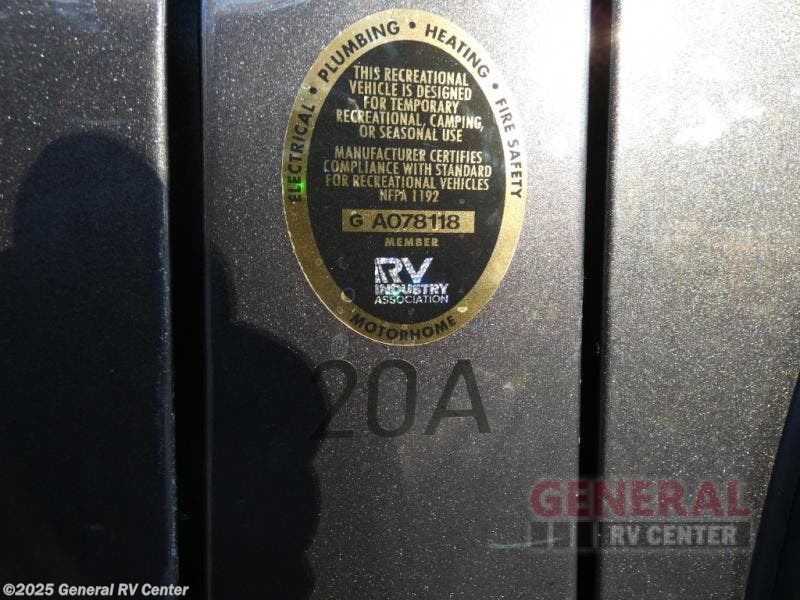 ELECTRICAL • PLUMBING • HEATING • FIRE SAFETY
THIS RECREATIONAL
VEHICLE IS DESIGNED
FOR TEMPORARY
RECREATIONAL, CAMPING,
OR SEASONAL USE
MANUFACTURER CERTIFIES
COMPLIANCE WITH STANDARD
FOR RECREATIONAL VEHICLES
NFPA 1192
G A078118
MEMBER
RV
INDUSTRY
ASSOCIATION
MOTORHOME
20A
GENERAL
RV CENTER
©2025 General RV Center